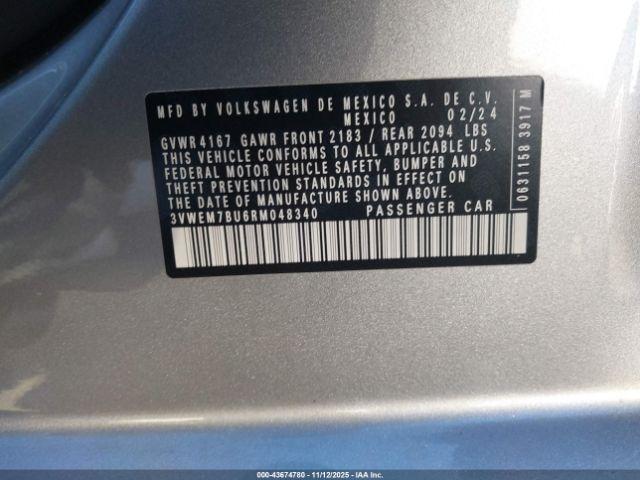 MFD BY VOLKSWAGEN DE MEXICO S.A. DE C.V.
MEXICO 02/24
GVWR 4167 GAWR FRONT 2183 / REAR 2094 LBS
THIS VEHICLE CONFORMS TO ALL APPLICABLE U.S.
FEDERAL MOTOR VEHICLE SAFETY, BUMPER AND
THEFT PREVENTION STANDARDS IN EFFECT ON
THE DATE OF MANUFACTURE SHOWN ABOVE.
3VWEM7BU6RM048340 PASSENGER CAR
0631158 3917 M
000-43674780 - 11/12/2025 - IAAI.com